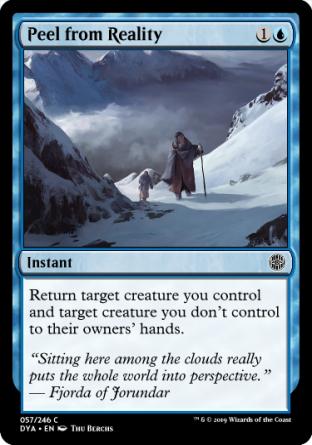 Peel from Reality 1
Instant
Return target creature you control
and target creature you don't control
to their owners' hands.
"Sitting here among the clouds really
puts the whole world into perspective."
— Fjorda of Jorundar
057/246 C
DYA • EN Thu Berchs
™ & © 2019 Wizards of the Coast